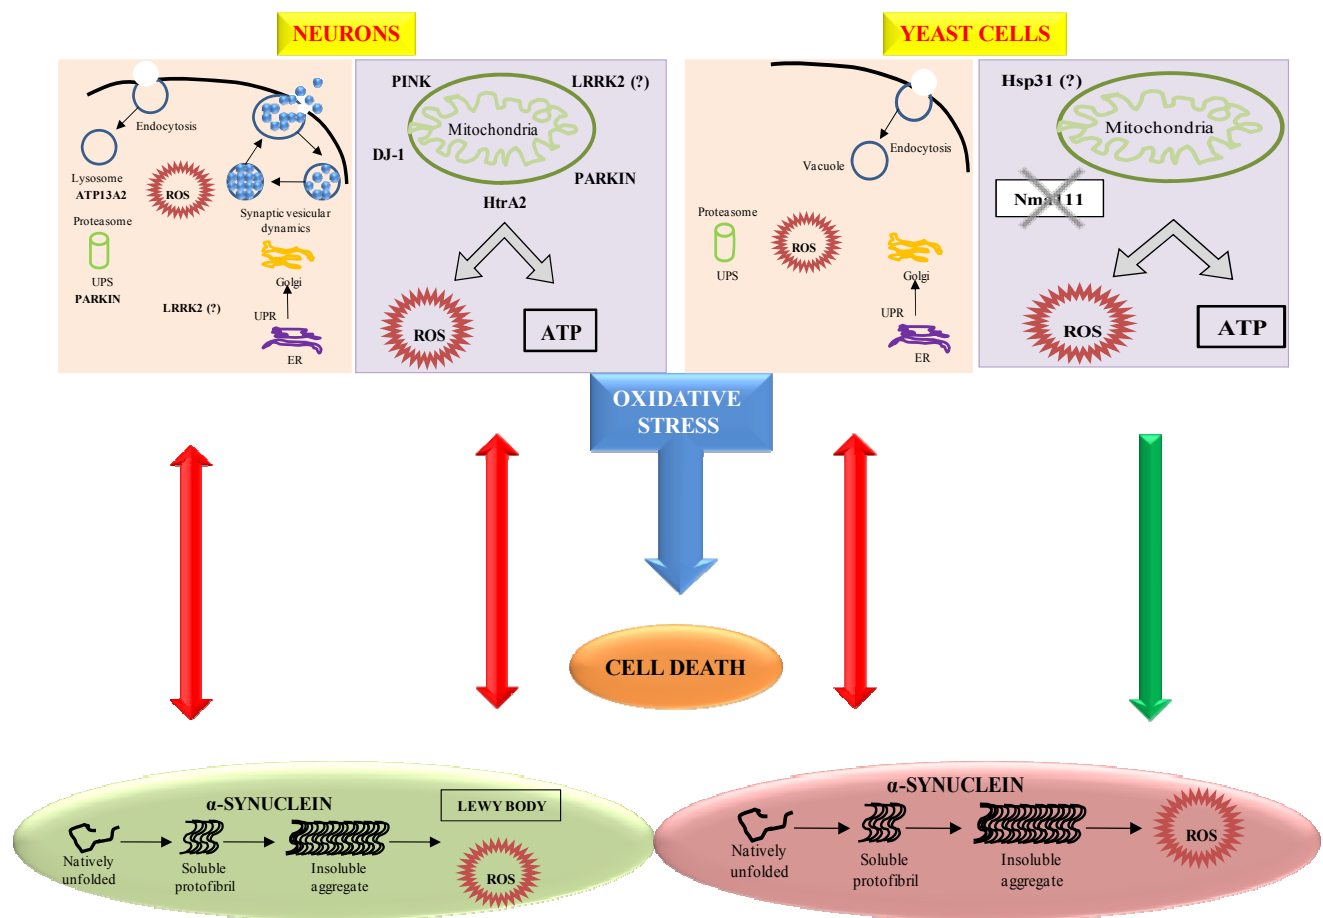 NEURONS
YEAST CELLS
Endocytosis
Lysosome
ATP13A2
ROS
Synaptic vesicular
dynamics
Proteasome
UPS
PARKIN
LRRK2 (?)
Golgi
UPR
ER
PINK
LRRK2 (?)
Mitochondria
DJ-1
PARKIN
HtrA2
ROS
ATP
Endocytosis
Vacuole
Proteasome
UPS
ROS
Golgi
UPR
ER
Hsp31 (?)
Mitochondria
Nma111
ROS
ATP
OXIDATIVE
STRESS
CELL DEATH
α-SYNUCLEIN
LEWY BODY
Natively
unfolded
Soluble
protofibril
Insoluble
aggregate
ROS
α-SYNUCLEIN
Natively
unfolded
Soluble
protofibril
Insoluble
aggregate
ROS